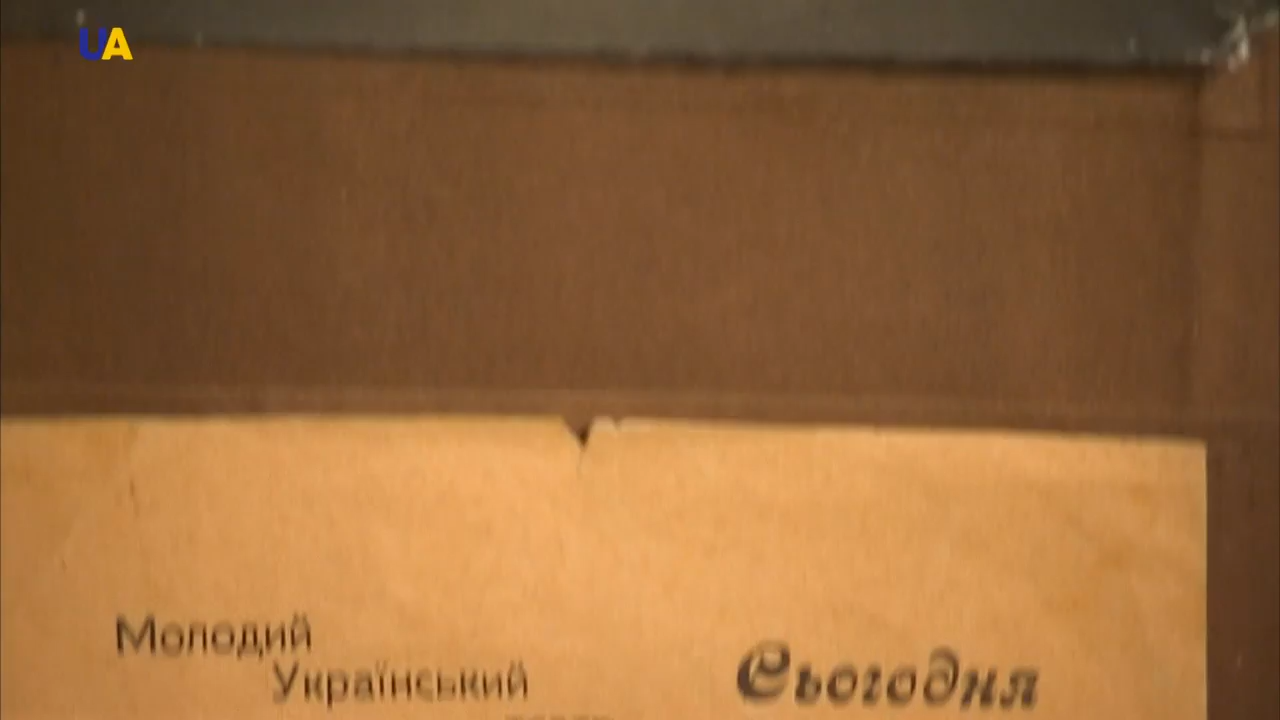 UA
Молодий
Український
Сьогодня